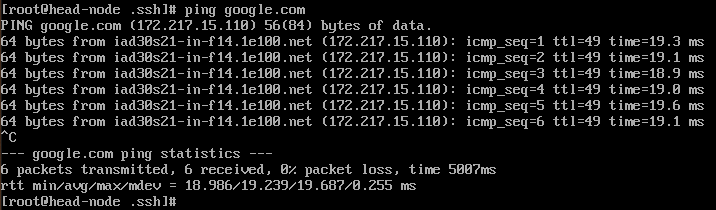 [root@head-node .ssh]# ping google.com
PING google.com (172.217.15.110) 56(84) bytes of data.
64 bytes from iad30s21-in-f14.1e100.net (172.217.15.110): icmp_seq=1 ttl=49 time=19.3 ms
64 bytes from iad30s21-in-f14.1e100.net (172.217.15.110): icmp_seq=2 ttl=49 time=19.1 ms
64 bytes from iad30s21-in-f14.1e100.net (172.217.15.110): icmp_seq=3 ttl=49 time=18.9 ms
64 bytes from iad30s21-in-f14.1e100.net (172.217.15.110): icmp_seq=4 ttl=49 time=19.0 ms
64 bytes from iad30s21-in-f14.1e100.net (172.217.15.110): icmp_seq=5 ttl=49 time=19.6 ms
64 bytes from iad30s21-in-f14.1e100.net (172.217.15.110): icmp_seq=6 ttl=49 time=19.1 ms
^C
--- google.com ping statistics ---
6 packets transmitted, 6 received, 0% packet loss, time 5007ms
rtt min/avg/max/mdev = 18.986/19.239/19.687/0.255 ms
[root@head-node .ssh]#